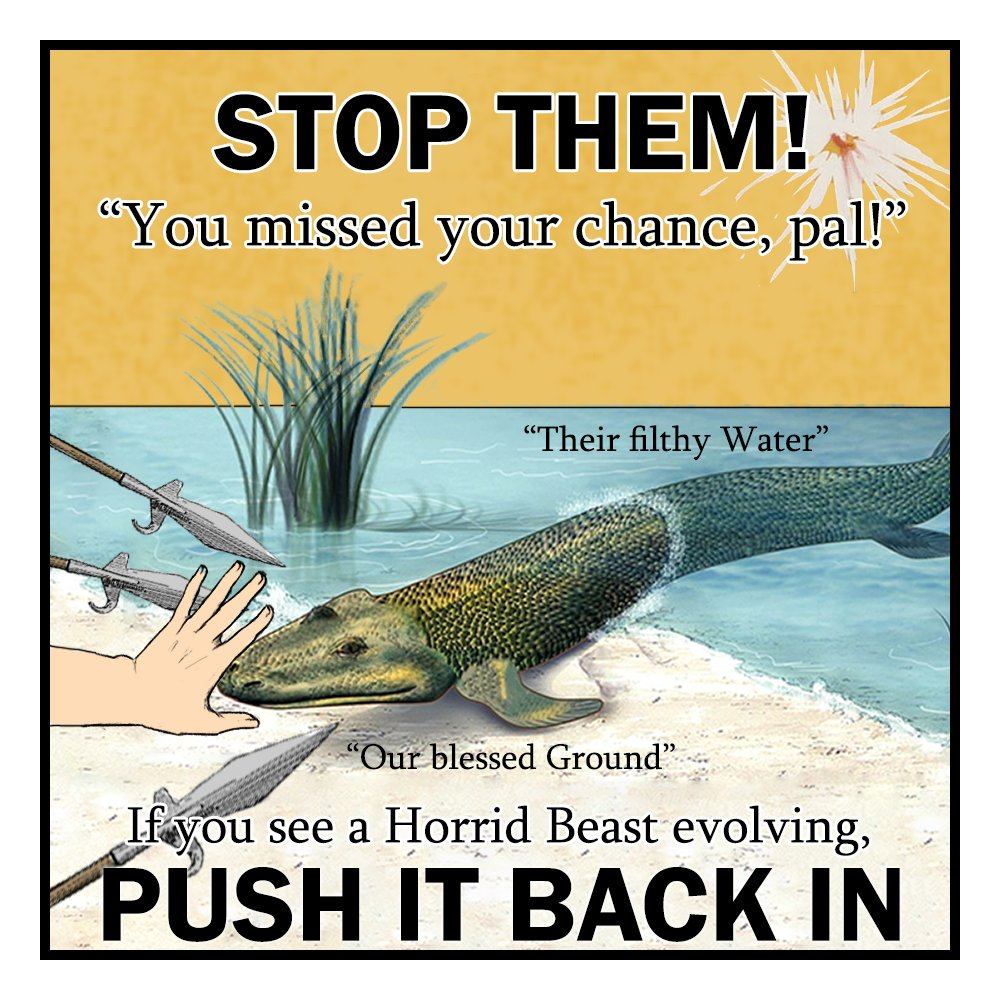 STOP THEM!
“You missed your chance, pal!”
“Their filthy Water”
“Our blessed Ground”
If you see a Horrid Beast evolving,
PUSH IT BACK IN